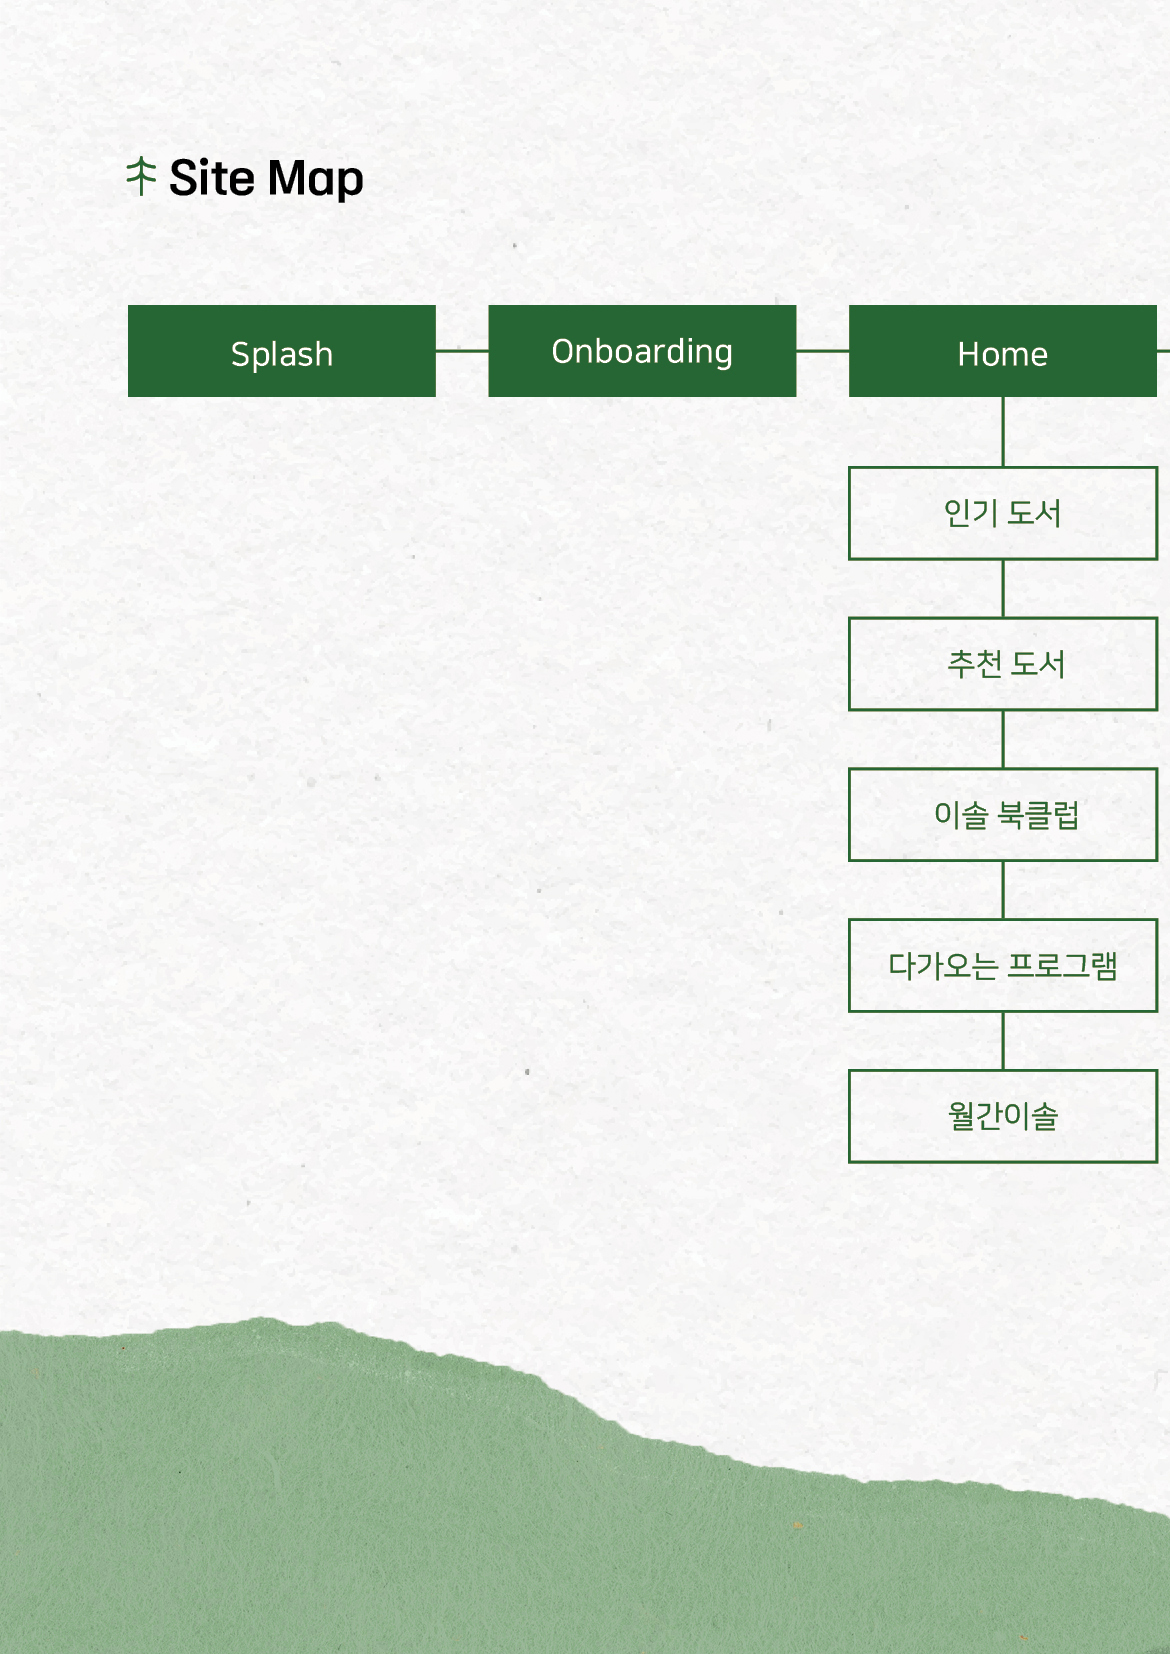 Site Map
Splash
Onboarding
Home
인기 도서
추천 도서
이솔 북클럽
다가오는 프로그램
월간이솔